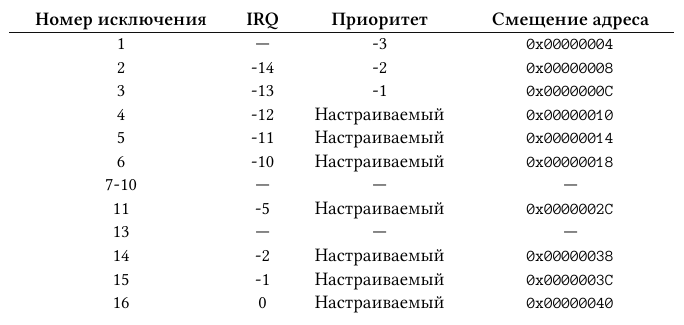 Номер исключения IRQ Приоритет Смещение адреса
1 — -3 0x00000004
2 -14 -2 0x00000008
3 -13 -1 0x0000000C
4 -12 Настраиваемый 0x00000010
5 -11 Настраиваемый 0x00000014
6 -10 Настраиваемый 0x00000018
7-10 — — —
11 -5 Настраиваемый 0x0000002C
13 — — —
14 -2 Настраиваемый 0x00000038
15 -1 Настраиваемый 0x0000003C
16 0 Настраиваемый 0x00000040